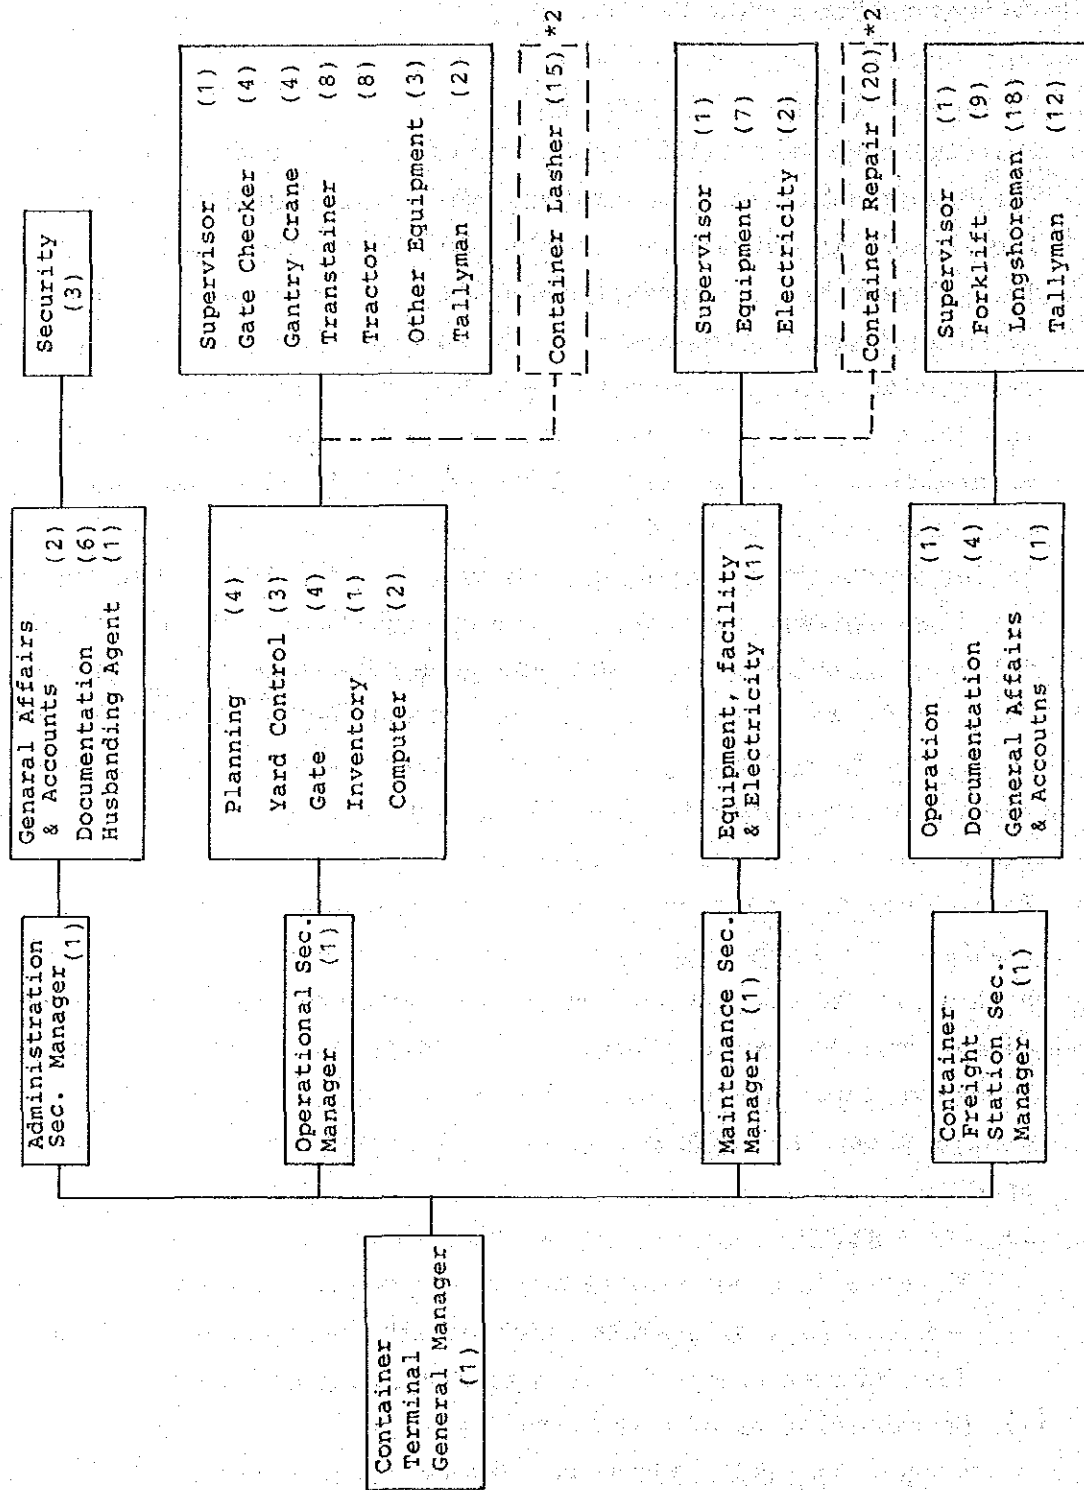 Container
Terminal
General Manager
(1)
Administration
Sec. Manager
(1)
Genaral Affairs
& Accounts (2)
Documentation (6)
Husbanding Agent (1)
Security
(3)
Operational Sec.
Manager (1)
Planning (4)
Yard Control (3)
Gate (4)
Inventory (1)
Computer (2)
Supervisor (1)
Gate Checker (4)
Gantry Crane (4)
Transtainer (8)
Tractor (8)
Other Equipment (3)
Tallyman (2)
Container Lasher (15) *2
Maintenance Sec.
Manager (1)
Equipment, facility
& Electricity (1)
Supervisor (1)
Equipment (7)
Electricity (2)
Container Repair (20) *2
Container
Freight
Station Sec.
Manager (1)
Operation (1)
Documentation (4)
General Affairs
& Accoutns (1)
Supervisor (1)
Forklift (9)
Longshoreman (18)
Tallyman (12)